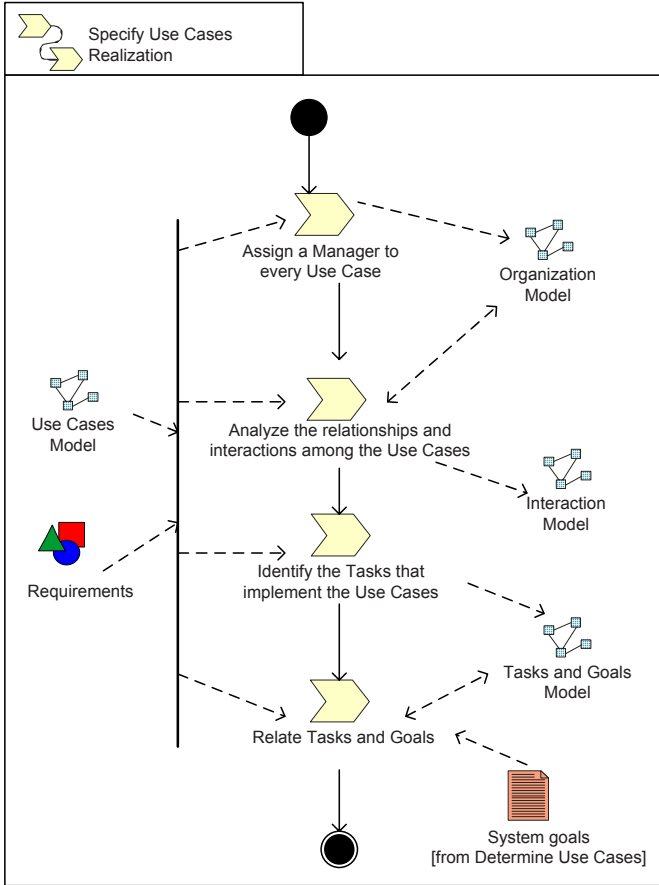 Specify Use Cases
Realization
Assign a Manager to
every Use Case
Organization
Model
Use Cases
Model
Analyze the relationships and
interactions among the Use Cases
Interaction
Model
Requirements
Identify the Tasks that
implement the Use Cases
Tasks and Goals
Model
Relate Tasks and Goals
System goals
[from Determine Use Cases]